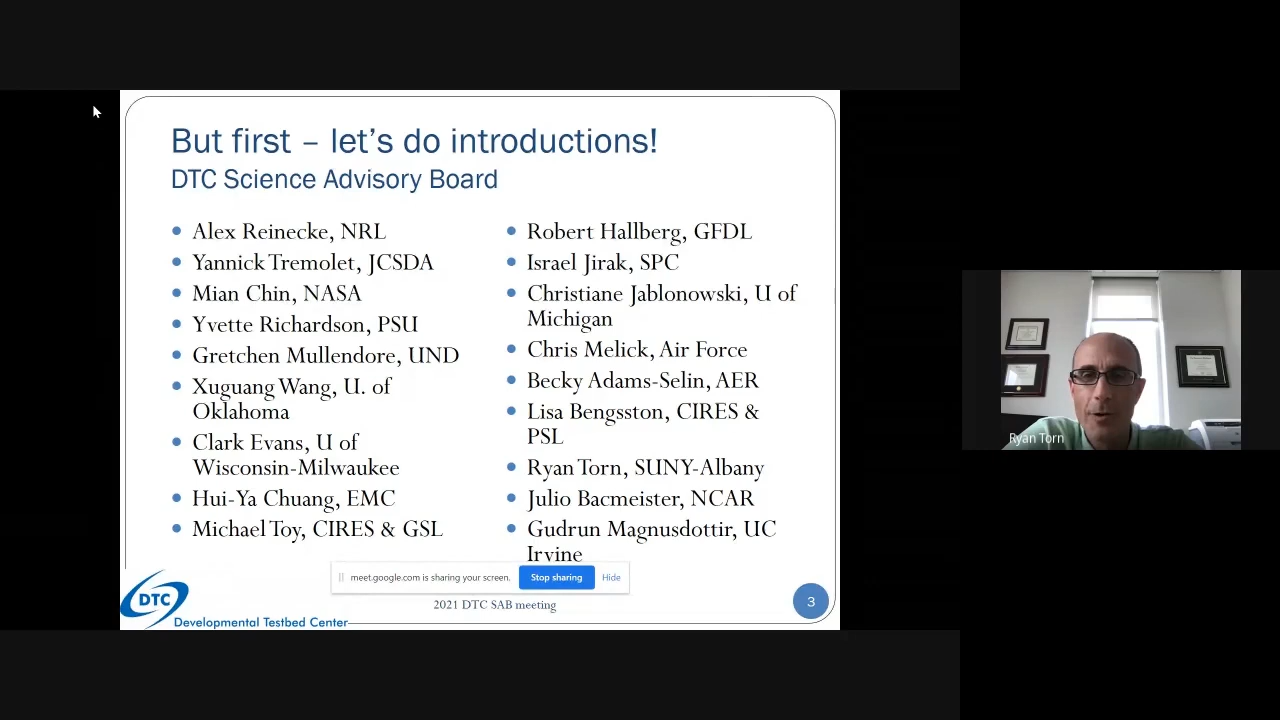 But first – let's do introductions!
DTC Science Advisory Board
Alex Reinecke, NRL
Yannick Tremolet, JCSDA
Mian Chin, NASA
Yvette Richardson, PSU
Gretchen Mullendore, UND
Xuguang Wang, U. of
Oklahoma
Clark Evans, U of
Wisconsin-Milwaukee
Hui-Ya Chuang, EMC
Michael Toy, CIRES & GSL
Robert Hallberg, GFDL
Israel Jirak, SPC
Christiane Jablonowski, U of
Michigan
Chris Melick, Air Force
Becky Adams-Selin, AER
Lisa Bengsston, CIRES &
PSL
Ryan Torn, SUNY-Albany
Julio Bacmeister, NCAR
Gudrun Magnusdottir, UC
Irvine
meet.google.com is sharing your screen. Stop sharing Hide
2021 DTC SAB meeting
3
DTC
Developmental Testbed Center
Ryan Torn